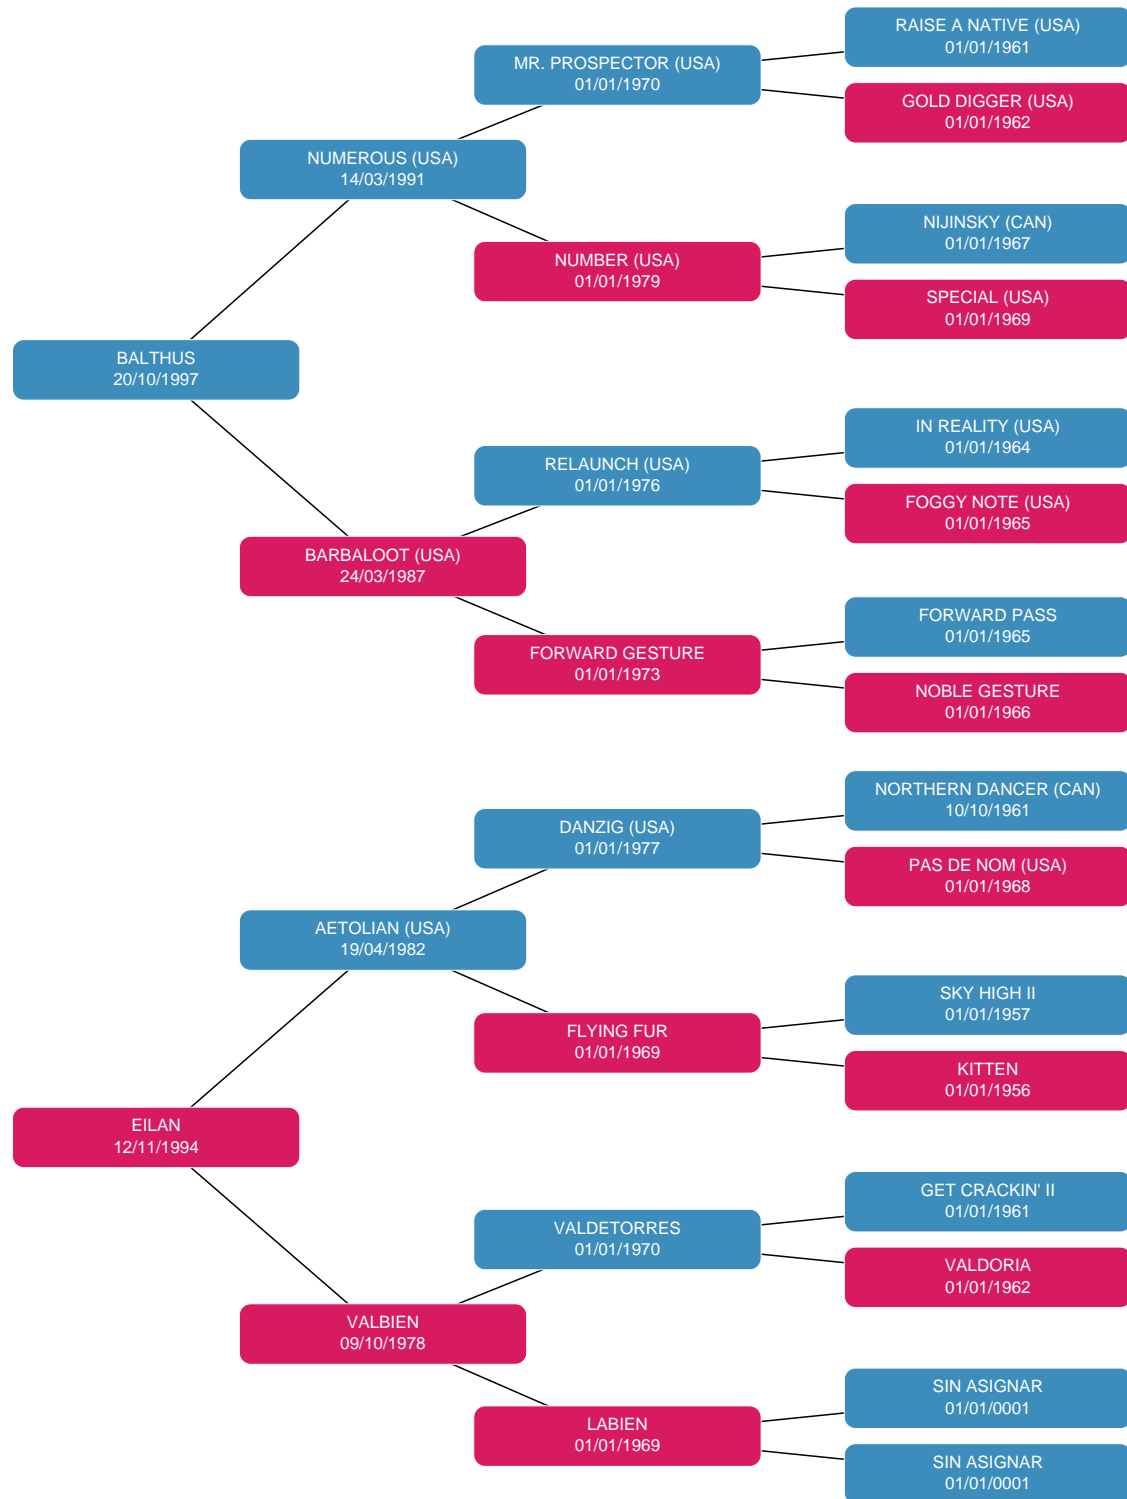 RAISE A NATIVE (USA)
01/01/1961
MR. PROSPECTOR (USA)
01/01/1970
GOLD DIGGER (USA)
01/01/1962
NUMEROUS (USA)
14/03/1991
NIJINSKY (CAN)
01/01/1967
NUMBER (USA)
01/01/1979
SPECIAL (USA)
01/01/1969
BALTHUS
20/10/1997
IN REALITY (USA)
01/01/1964
RELAUNCH (USA)
01/01/1976
FOGGY NOTE (USA)
01/01/1965
BARBALOOT (USA)
24/03/1987
FORWARD PASS
01/01/1965
FORWARD GESTURE
01/01/1973
NOBLE GESTURE
01/01/1966
NORTHERN DANCER (CAN)
10/10/1961
DANZIG (USA)
01/01/1977
PAS DE NOM (USA)
01/01/1968
AETOLIAN (USA)
19/04/1982
SKY HIGH II
01/01/1957
FLYING FUR
01/01/1969
KITTEN
01/01/1956
EILAN
12/11/1994
GET CRACKIN' II
01/01/1961
VALDETORRES
01/01/1970
VALDORIA
01/01/1962
VALBIEN
09/10/1978
SIN ASIGNAR
01/01/0001
LABIEN
01/01/1969
SIN ASIGNAR
01/01/0001